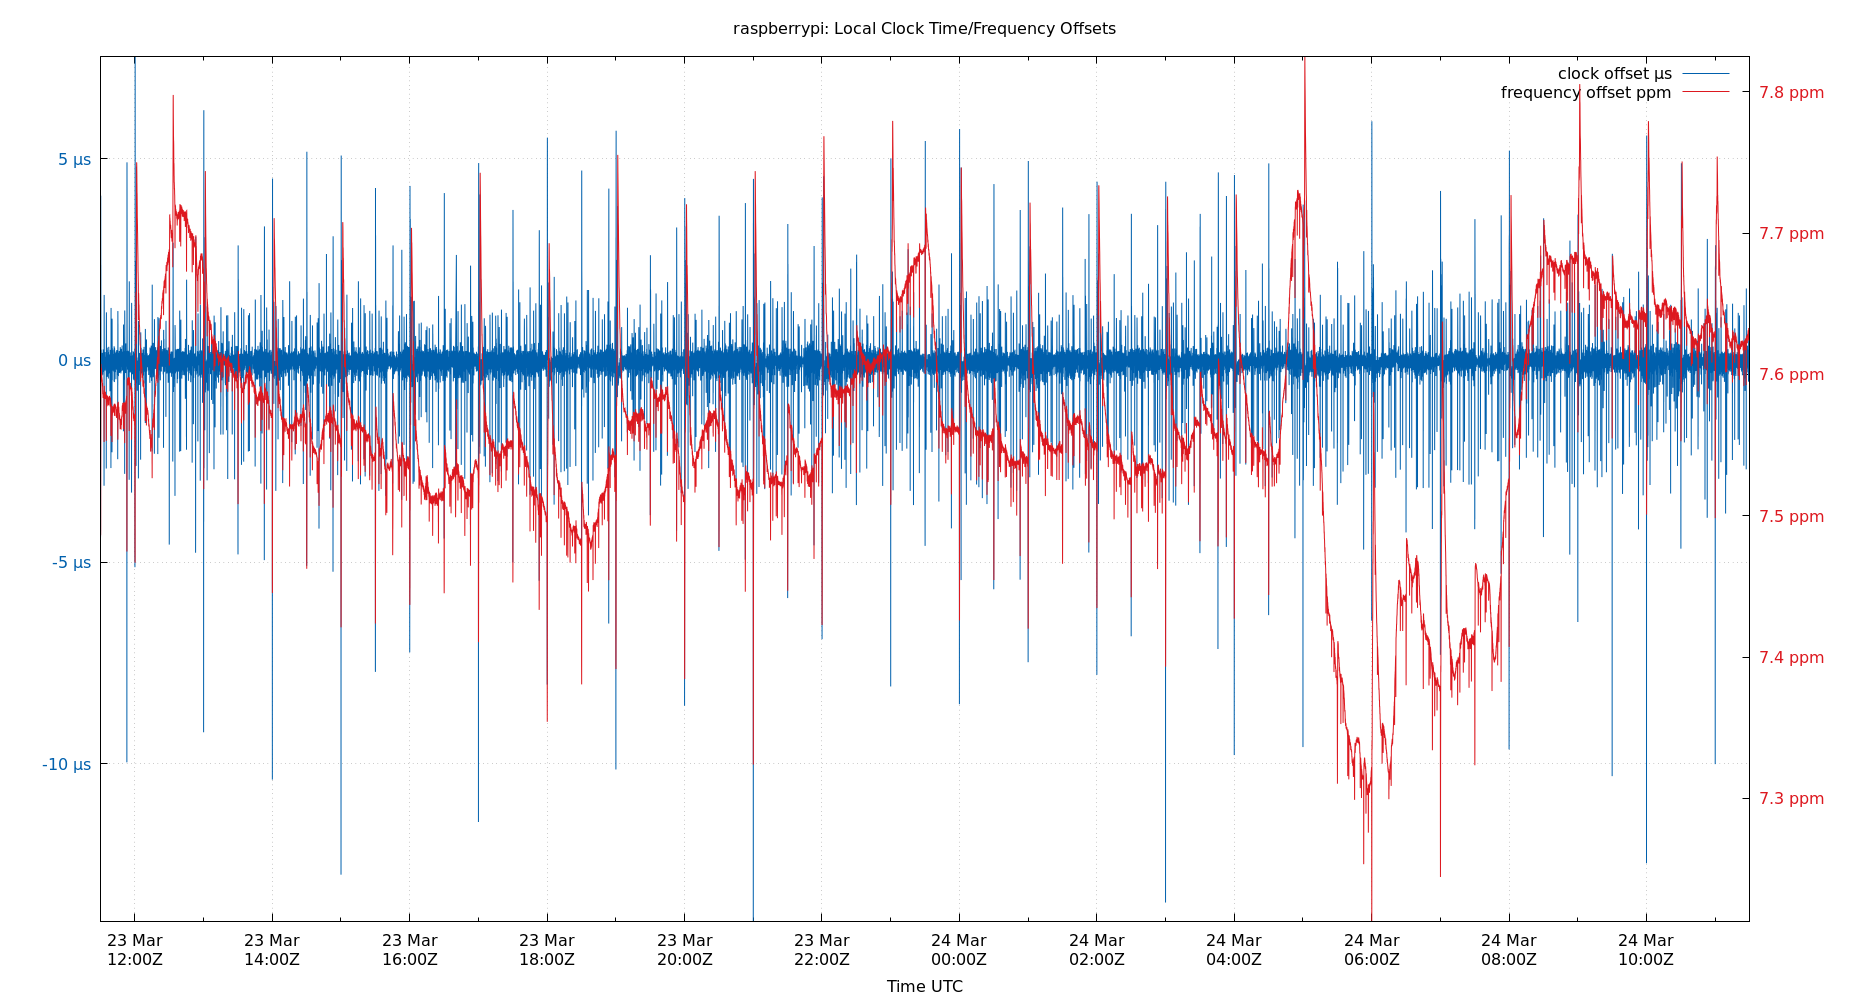 raspberrypi: Local Clock Time/Frequency Offsets
clock offset µs
frequency offset ppm
5 µs
0 µs
-5 µs
-10 µs
7.8 ppm
7.7 ppm
7.6 ppm
7.5 ppm
7.4 ppm
7.3 ppm
23 Mar 23 Mar 23 Mar 23 Mar 23 Mar 23 Mar 24 Mar 24 Mar 24 Mar 24 Mar 24 Mar 24 Mar
12:00Z 14:00Z 16:00Z 18:00Z 20:00Z 22:00Z 00:00Z 02:00Z 04:00Z 06:00Z 08:00Z 10:00Z
Time UTC